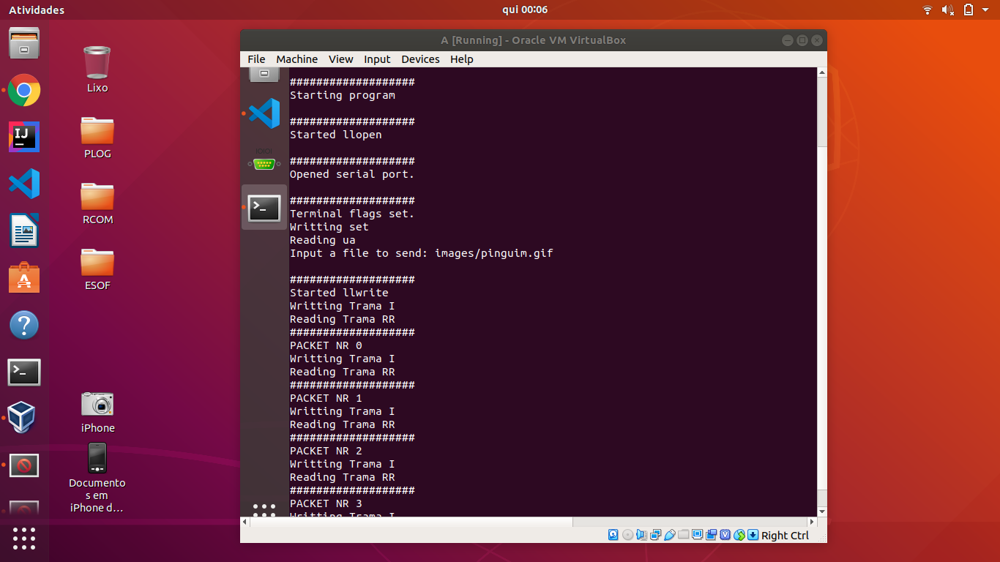 Atividades
qui 00:06
Lixo
PLOG
RCOM
ESOF
iPhone
Documento
s em
iPhone d...
IJ
>_
A [Running] - Oracle VM VirtualBox
File Machine View Input Devices Help
###################
Starting program
###################
Started llopen
###################
Opened serial port.
###################
Terminal flags set.
Writting set
Reading ua
Input a file to send: images/pinguim.gif
###################
Started llwrite
Writting Trama I
Reading Trama RR
###################
PACKET NR 0
Writting Trama I
Reading Trama RR
###################
PACKET NR 1
Writting Trama I
Reading Trama RR
###################
PACKET NR 2
Writting Trama I
Reading Trama RR
###################
PACKET NR 3
Writting Trama I
>_
Right Ctrl